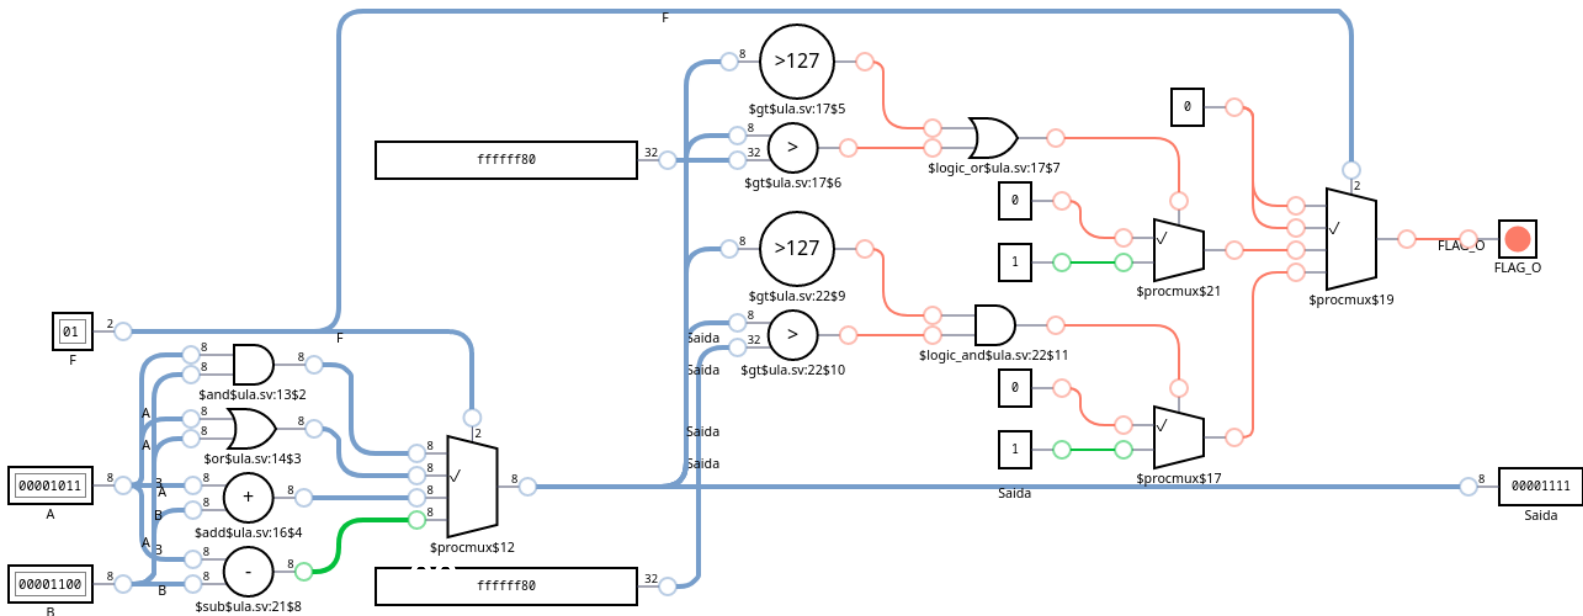 F
8
>127
$gt$ula.sv:17$5
0
8
32
ffffff80
32
>
$gt$ula.sv:17$6
$logic_or$ula.sv:17$7
2
0
✓
1
$procmux$21
✓
FLAG_O
FLAG_O
$procmux$19
8
>127
$gt$ula.sv:22$9
01
2
F
F
8
Saida
32
>
$gt$ula.sv:22$10
Saida
$logic_and$ula.sv:22$11
0
✓
1
$procmux$17
8
8
8
$and$ula.sv:13$2
A
8
8
8
A
$or$ula.sv:14$3
2
8
8
✓
8
8
8
$procmux$12
Saida
Saida
Saida
00001011
8
A
B
A
8
+
8
B
8
$add$ula.sv:16$4
A
B
8
-
8
8
B
$sub$ula.sv:21$8
00001100
8
B
ffffff80
32
8
00001111
Saida